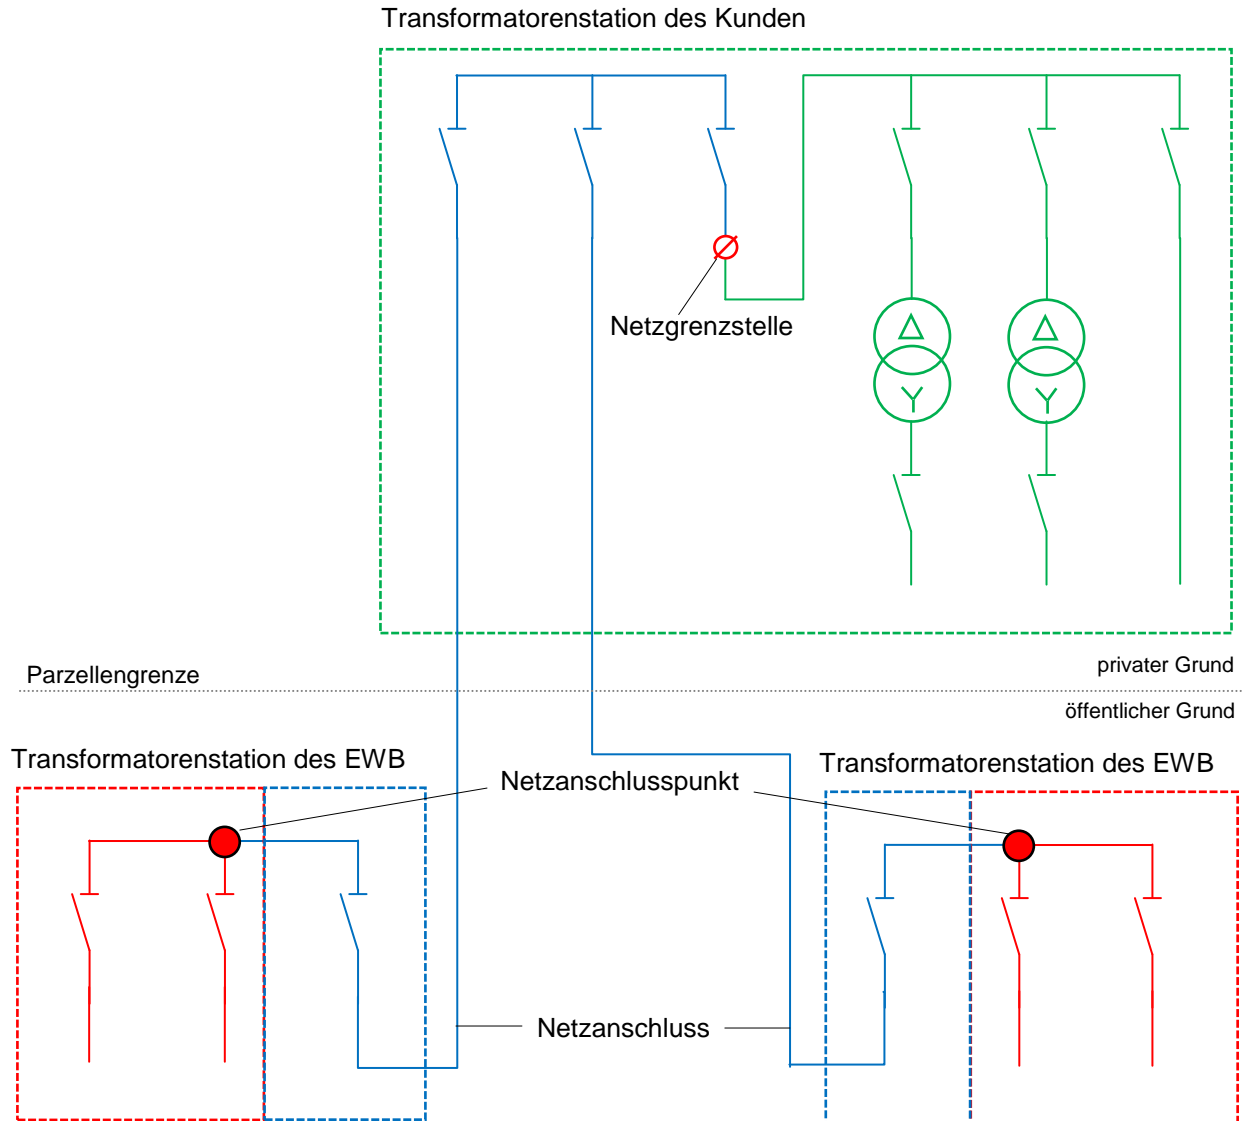 Transformatorenstation des Kunden
Netzgrenzstelle
Parzellengrenze
privater Grund
öffentlicher Grund
Transformatorenstation des EWB
Netzanschlusspunkt
Transformatorenstation des EWB
Netzanschluss